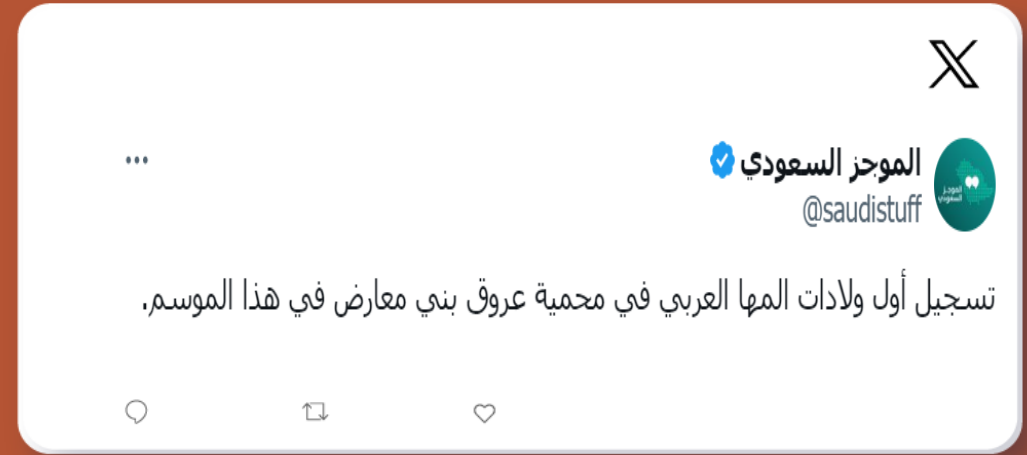 الموجز السعودي
@saudistuff
تسجيل أول ولادات المها العربي في محمية عروق بني معارض في هذا الموسم.